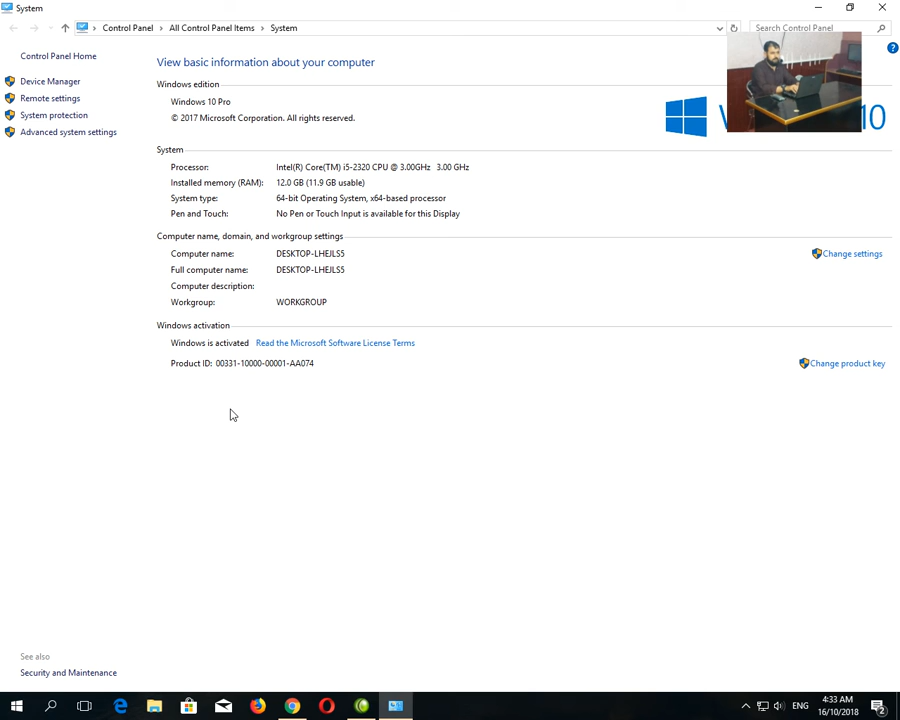 System
Control Panel > All Control Panel Items > System
Search Control Panel
Control Panel Home
Device Manager
Remote settings
System protection
Advanced system settings
View basic information about your computer
Windows edition
Windows 10 Pro
© 2017 Microsoft Corporation. All rights reserved.
10
System
Processor: Intel(R) Core(TM) i5-2320 CPU @ 3.00GHz 3.00 GHz
Installed memory (RAM): 12.0 GB (11.9 GB usable)
System type: 64-bit Operating System, x64-based processor
Pen and Touch: No Pen or Touch Input is available for this Display
Computer name, domain, and workgroup settings
Computer name: DESKTOP-LHEJLS5 Change settings
Full computer name: DESKTOP-LHEJLS5
Computer description:
Workgroup: WORKGROUP
Windows activation
Windows is activated Read the Microsoft Software License Terms
Product ID: 00331-10000-00001-AA074 Change product key
See also
Security and Maintenance
ENG
4:33 AM
16/10/2018
2